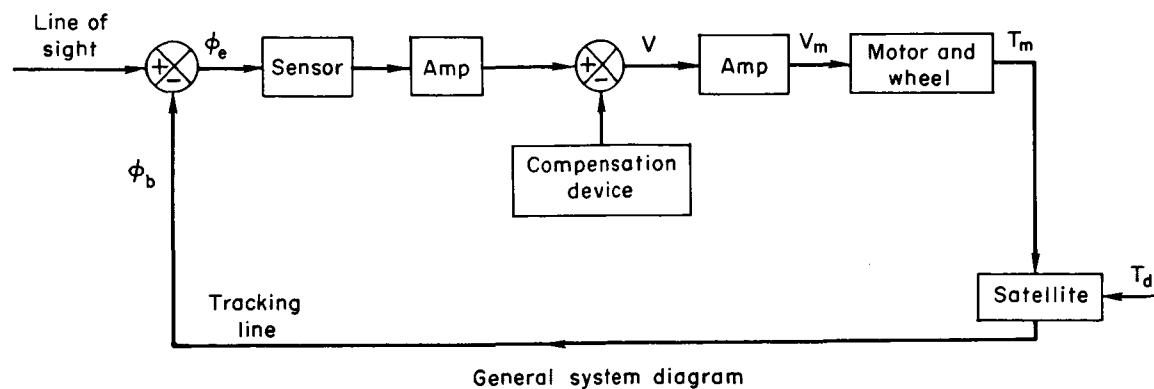 Line of
sight
+
-
ϕe
Sensor
Amp
+
-
V
Amp
Vm
Motor and
wheel
Tm
Compensation
device
ϕb
Satellite
Td
Tracking
line
General system diagram